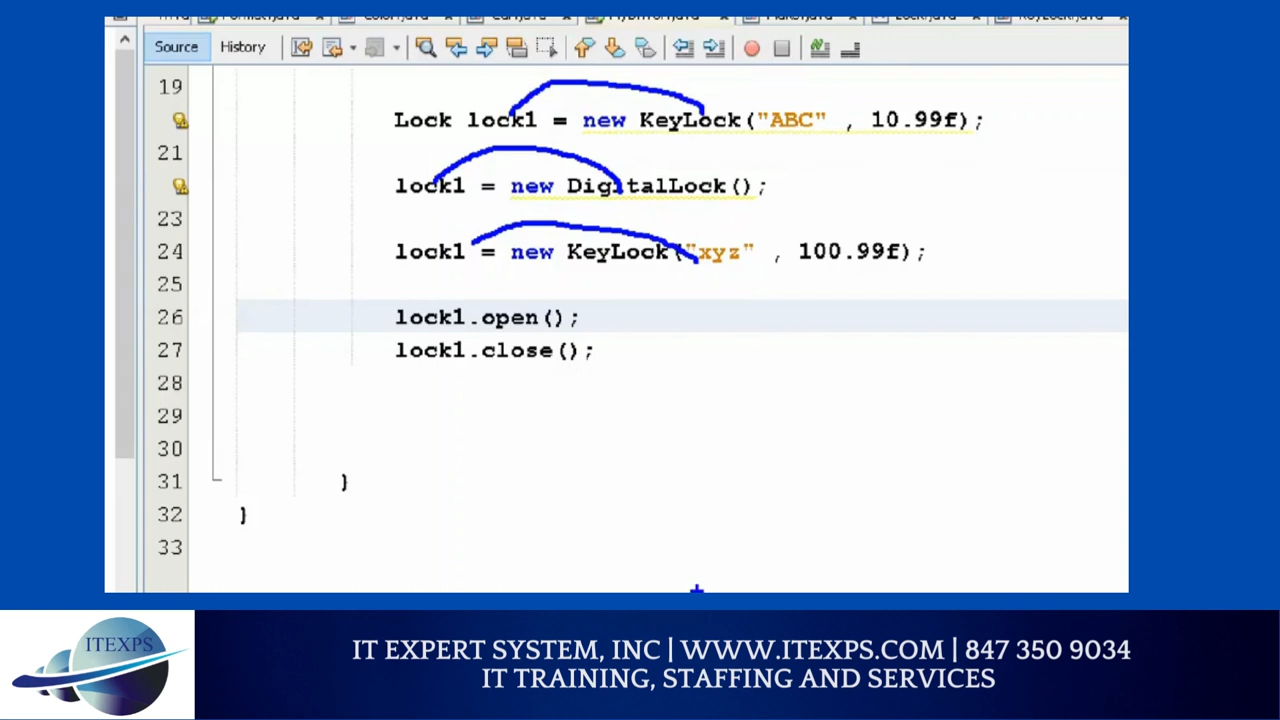 Source History
19
Lock lock1 = new KeyLock("ABC" , 10.99f);
21
lock1 = new DigitalLock();
23
24 lock1 = new KeyLock("xyz" , 100.99f);
25
26 lock1.open();
27 lock1.close();
28
29
30
31 }
32 }
33
ITEXPS
IT EXPERT SYSTEM, INC | WWW.ITEXPS.COM | 847 350 9034
IT TRAINING, STAFFING AND SERVICES